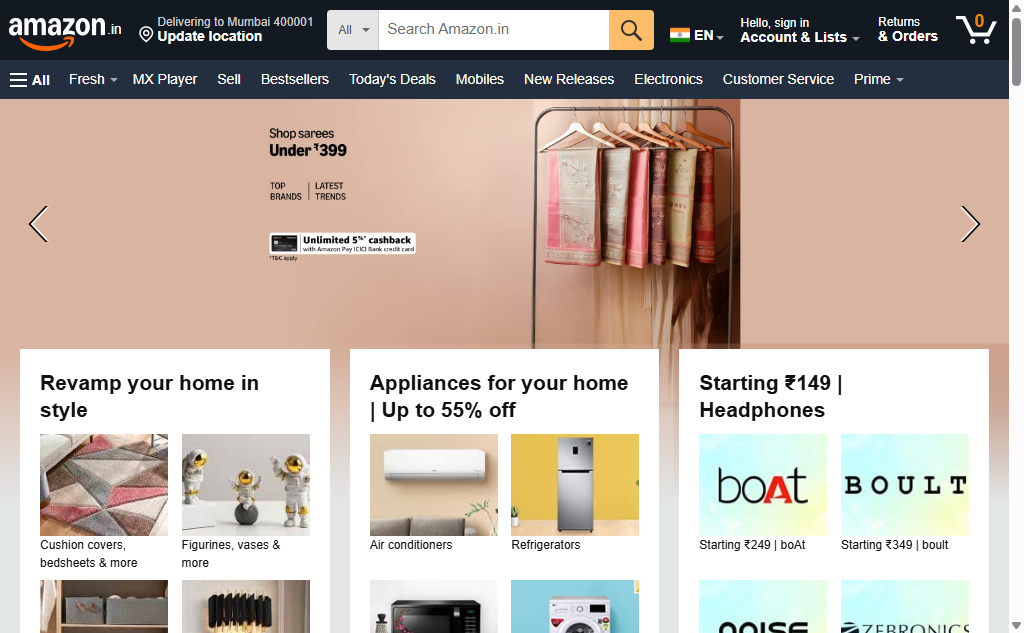 amazon.in
Delivering to Mumbai 400001
Update location
All
Search Amazon.in
EN
Hello, sign in
Account & Lists
Returns
& Orders
0
All
Fresh
MX Player
Sell
Bestsellers
Today's Deals
Mobiles
New Releases
Electronics
Customer Service
Prime
Shop sarees
Under ₹399
TOP
BRANDS
LATEST
TRENDS
Unlimited 5%* cashback
with Amazon Pay ICICI Bank credit card
*T&C apply
Revamp your home in
style
Cushion covers,
bedsheets & more
Figurines, vases &
more
Appliances for your home
| Up to 55% off
Air conditioners
Refrigerators
Starting ₹149 |
Headphones
boAt
BOULT
Starting ₹249 | boAt
Starting ₹349 | boult
noise
ZEBRONICS